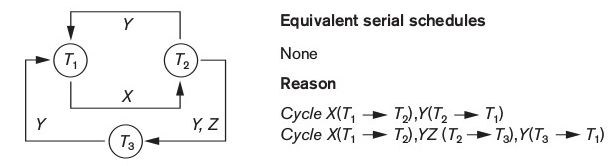 Y
T1
T2
X
Y
Y, Z
T3
Equivalent serial schedules
None
Reason
Cycle X(T1 → T2),Y(T2 → T1)
Cycle X(T1 → T2),YZ (T2 → T3),Y(T3 → T1)